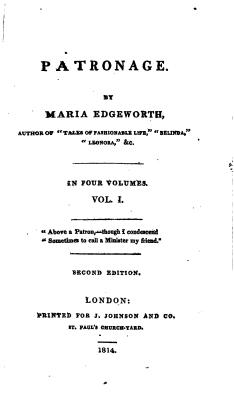 PATRONAGE.
BY
MARIA EDGEWORTH,
AUTHOR OF "TALES OF FASHIONABLE LIFE," "BELINDA,"
"LEONORA," &c.
IN FOUR VOLUMES.
VOL. I.
"Above a Patron,—though I condescend
"Sometimes to call a Minister my friend."
SECOND EDITION.
LONDON:
PRINTED FOR J. JOHNSON AND CO.
ST. PAUL'S CHURCH-YARD.
1814.